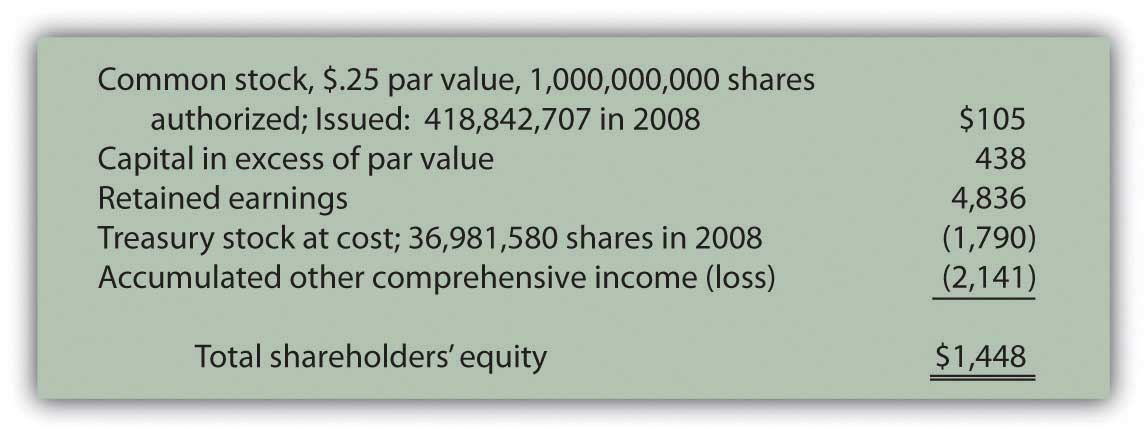 Common stock, $.25 par value, 1,000,000,000 shares
authorized; Issued: 418,842,707 in 2008 $105
Capital in excess of par value 438
Retained earnings 4,836
Treasury stock at cost; 36,981,580 shares in 2008 (1,790)
Accumulated other comprehensive income (loss) (2,141)
Total shareholders’ equity $1,448